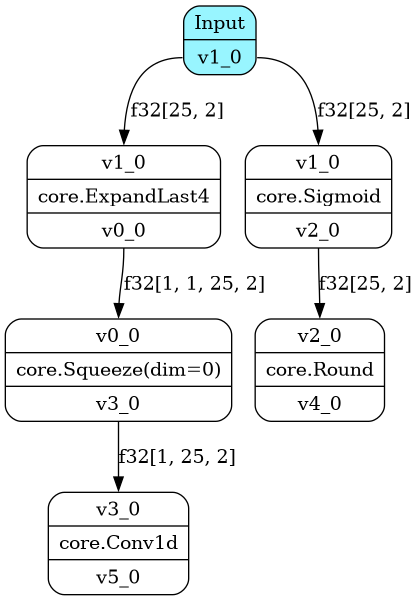 Input
v1_0
f32[25, 2]
f32[25, 2]
v1_0
core.ExpandLast4
v0_0
v1_0
core.Sigmoid
v2_0
f32[1, 1, 25, 2]
f32[25, 2]
v0_0
core.Squeeze(dim=0)
v3_0
v2_0
core.Round
v4_0
f32[1, 25, 2]
v3_0
core.Conv1d
v5_0